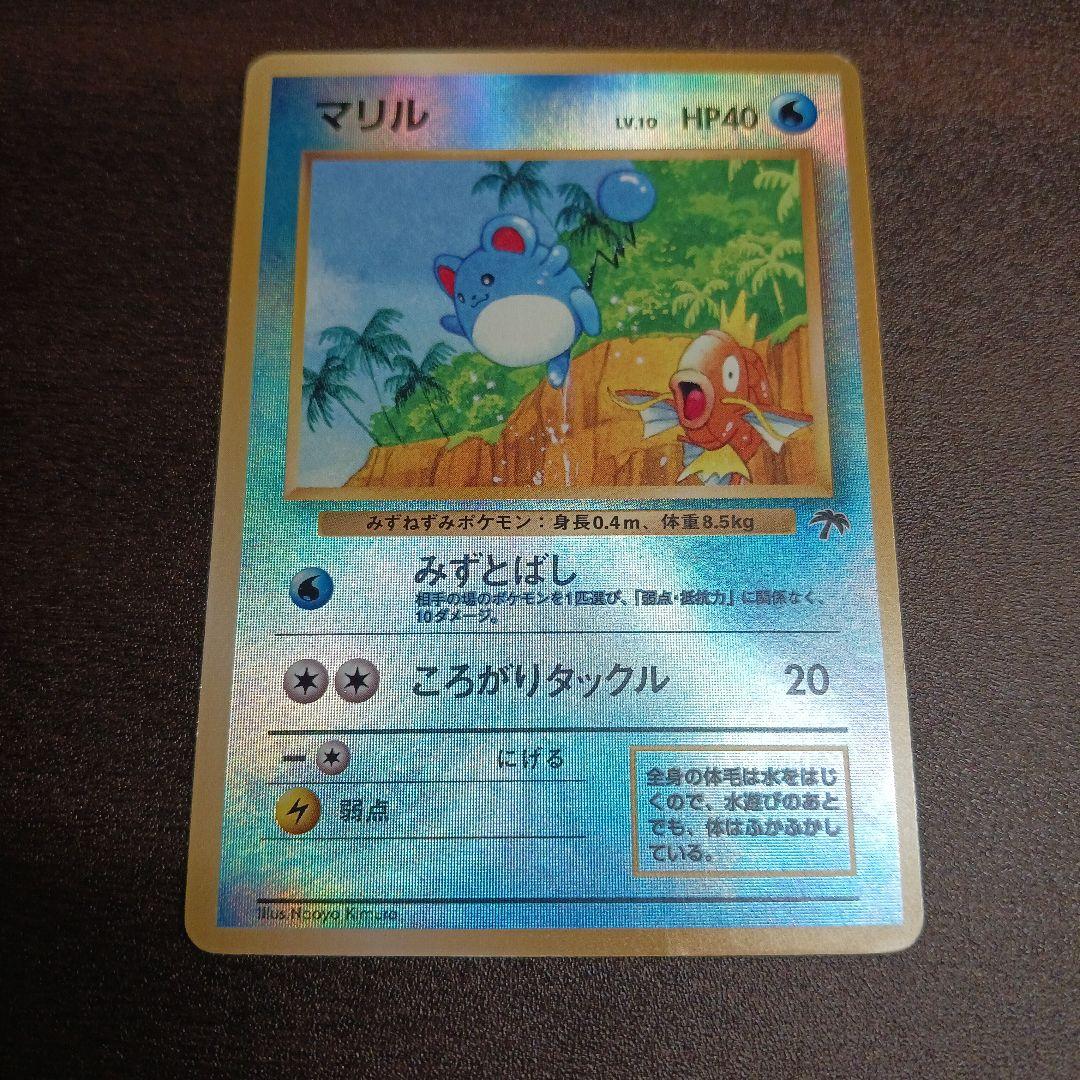 マリル LV.10 HP40
みずねずみポケモン：身長0.4m、体重8.5kg
みずとばし
相手の場のポケモンを1匹選び、「弱点・抵抗力」に関係なく、
10ダメージ。
ころがりタックル 20
にげる
弱点
全身の体毛は水をはじ
くので、水遊びのあと
でも、体はふかふかし
ている。
Illus.Naoyo Kimura